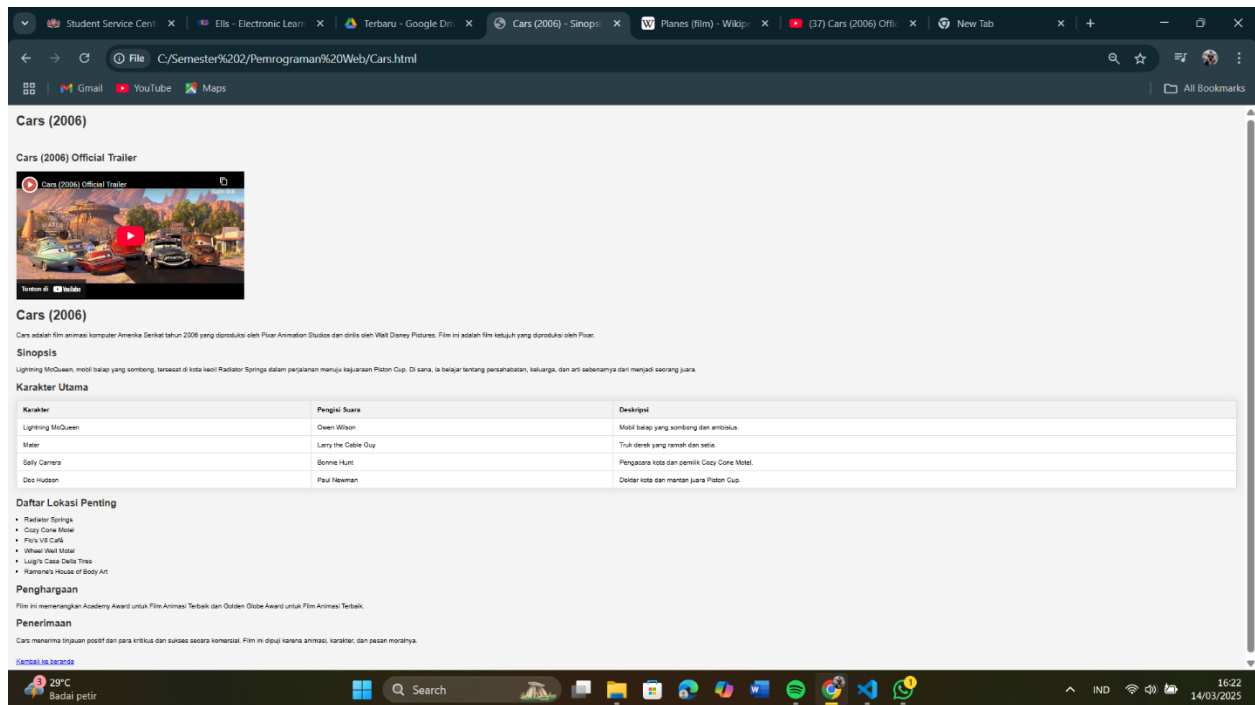 Student Service Cente
Ells - Electronic Learni
Terbaru - Google Driv
Cars (2006) - Sinopsi
Planes (film) - Wikipe
(37) Cars (2006) Offic
New Tab
File C:/Semester%202/Pemrograman%20Web/Cars.html
Gmail YouTube Maps All Bookmarks
Cars (2006)
Cars (2006) Official Trailer
Cars (2006) Official Trailer
Salin link
Tonton di YouTube
Cars (2006)
Cars adalah film animasi komputer Amerika Serikat tahun 2006 yang diproduksi oleh Pixar Animation Studios dan dirilis oleh Walt Disney Pictures. Film ini adalah film ketujuh yang diproduksi oleh Pixar.
Sinopsis
Lightning McQueen, mobil balap yang sombong, tersesat di kota kecil Radiator Springs dalam perjalanan menuju kejuaraan Piston Cup. Di sana, ia belajar tentang persahabatan, keluarga, dan arti sebenarnya dari menjadi seorang juara.
Karakter Utama
Karakter Pengisi Suara Deskripsi
Lightning McQueen Owen Wilson Mobil balap yang sombong dan ambisius.
Mater Larry the Cable Guy Truk derek yang ramah dan setia.
Sally Carrera Bonnie Hunt Pengacara kota dan pemilik Cozy Cone Motel.
Doc Hudson Paul Newman Dokter kota dan mantan juara Piston Cup.
Daftar Lokasi Penting
• Radiator Springs
• Cozy Cone Motel
• Flo's V8 Café
• Wheel Well Motel
• Luigi's Casa Della Tires
• Ramone's House of Body Art
Penghargaan
Film ini memenangkan Academy Award untuk Film Animasi Terbaik dan Golden Globe Award untuk Film Animasi Terbaik.
Penerimaan
Cars menerima tinjauan positif dari para kritikus dan sukses secara komersial. Film ini dipuji karena animasi, karakter, dan pesan moralnya.
Kembali ke beranda
3 29°C
Badai petir
Search
IND
16:22
14/03/2025